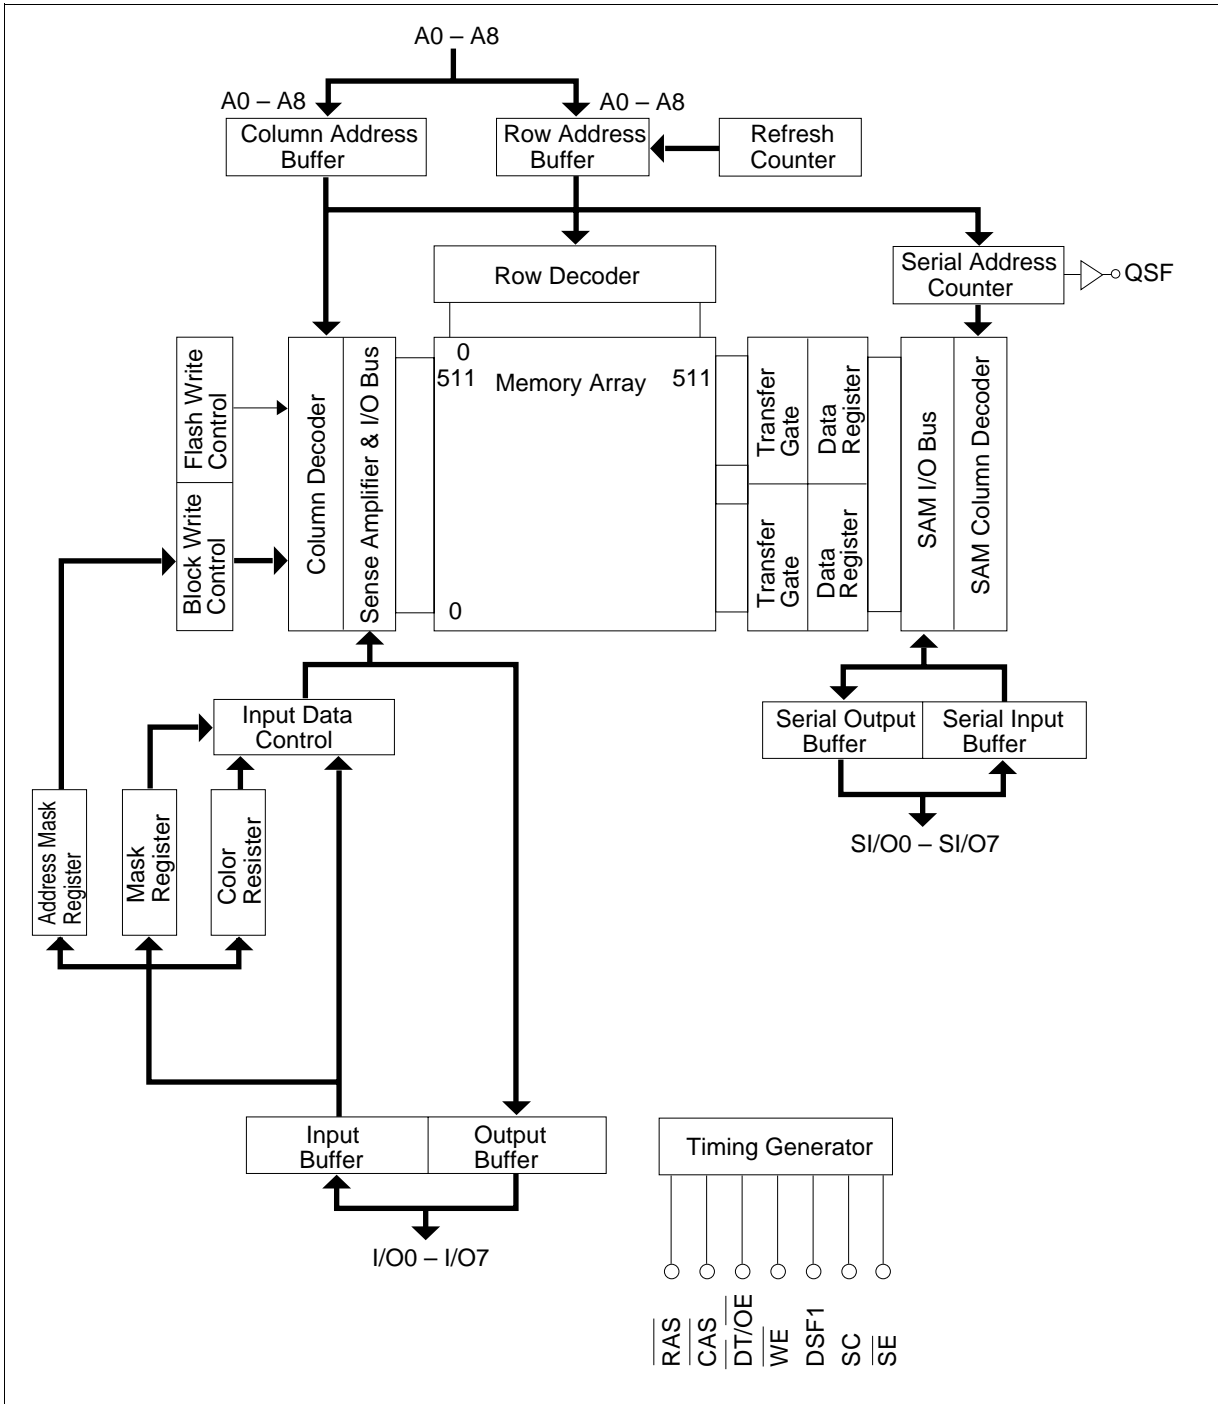 A0 – A8
A0 – A8
A0 – A8
Column Address
Buffer
Row Address
Buffer
Refresh
Counter
Row Decoder
Serial Address
Counter
QSF
Flash Write
Control
Block Write
Control
Column Decoder
Sense Amplifier & I/O Bus
0
511
Memory Array
511
0
Transfer
Gate
Data
Register
Transfer
Gate
Data
Register
SAM I/O Bus
SAM Column Decoder
Input Data
Control
Serial Output
Buffer
Serial Input
Buffer
Address Mask
Register
Mask
Register
Color
Resister
SI/O0 – SI/O7
Input
Buffer
Output
Buffer
Timing Generator
I/O0 – I/O7
RAS
CAS
DT/OE
WE
DSF1
SC
SE